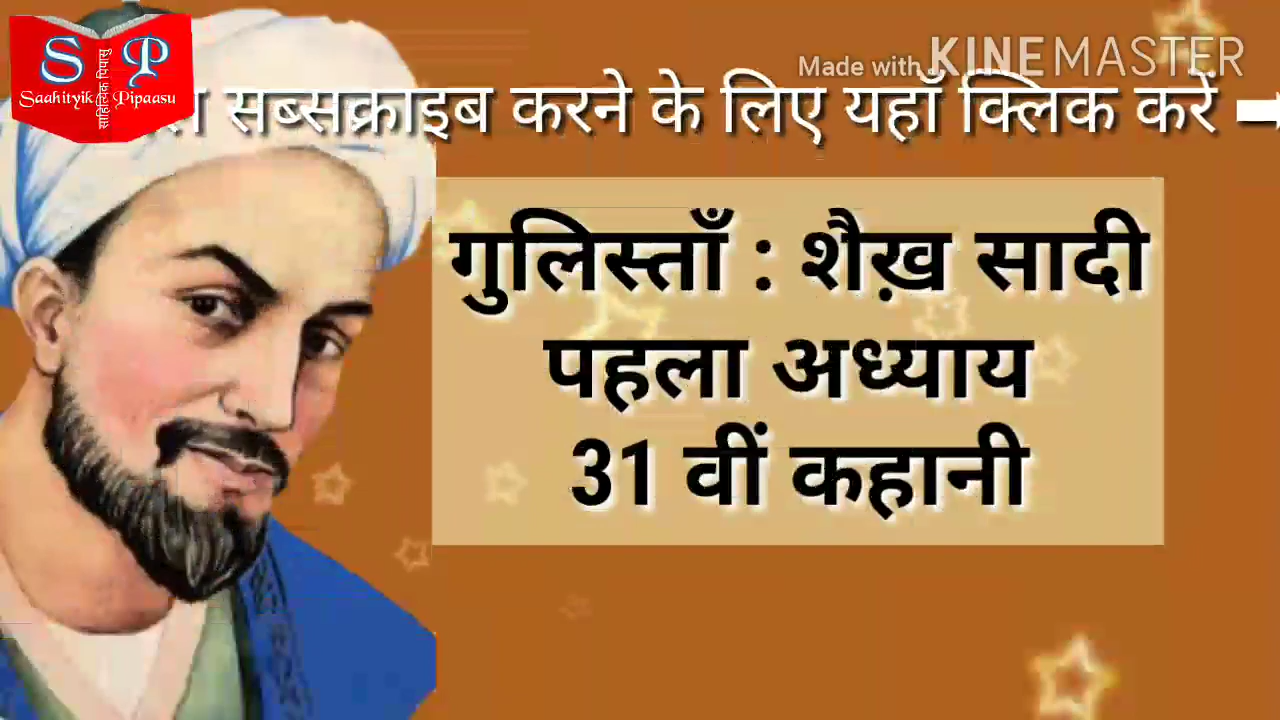 S P
Saahityik Pipaasu
साहित्यिक पिपासु
Made with KINEMASTER
सब्सक्राइब करने के लिए यहाँ क्लिक करें
गुलिस्ताँ : शैख़ सादी
पहला अध्याय
31 वीं कहानी